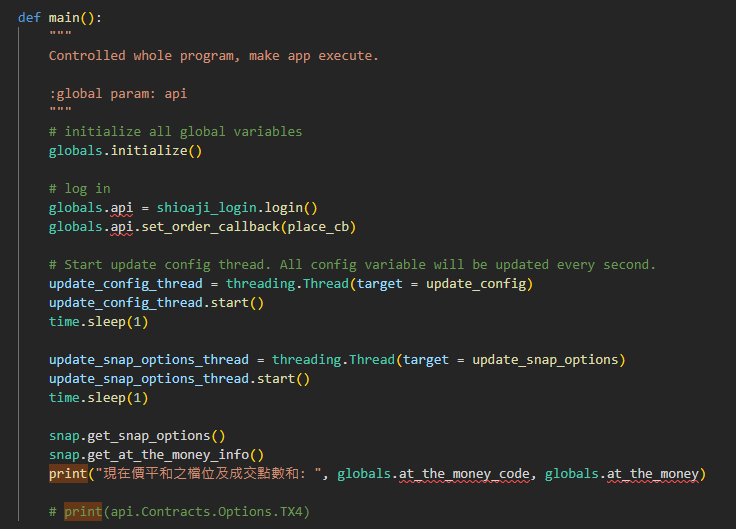 def main():
    """
    Controlled whole program, make app execute.

    :global param: api
    """
    # initialize all global variables
    globals.initialize()

    # log in
    globals.api = shioaji_login.login()
    globals.api.set_order_callback(place_cb)

    # Start update config thread. All config variable will be updated every second.
    update_config_thread = threading.Thread(target = update_config)
    update_config_thread.start()
    time.sleep(1)

    update_snap_options_thread = threading.Thread(target = update_snap_options)
    update_snap_options_thread.start()
    time.sleep(1)

    snap.get_snap_options()
    snap.get_at_the_money_info()
    print("現在價平和之檔位及成交點數和: ", globals.at_the_money_code, globals.at_the_money)

    # print(api.Contracts.Options.TX4)